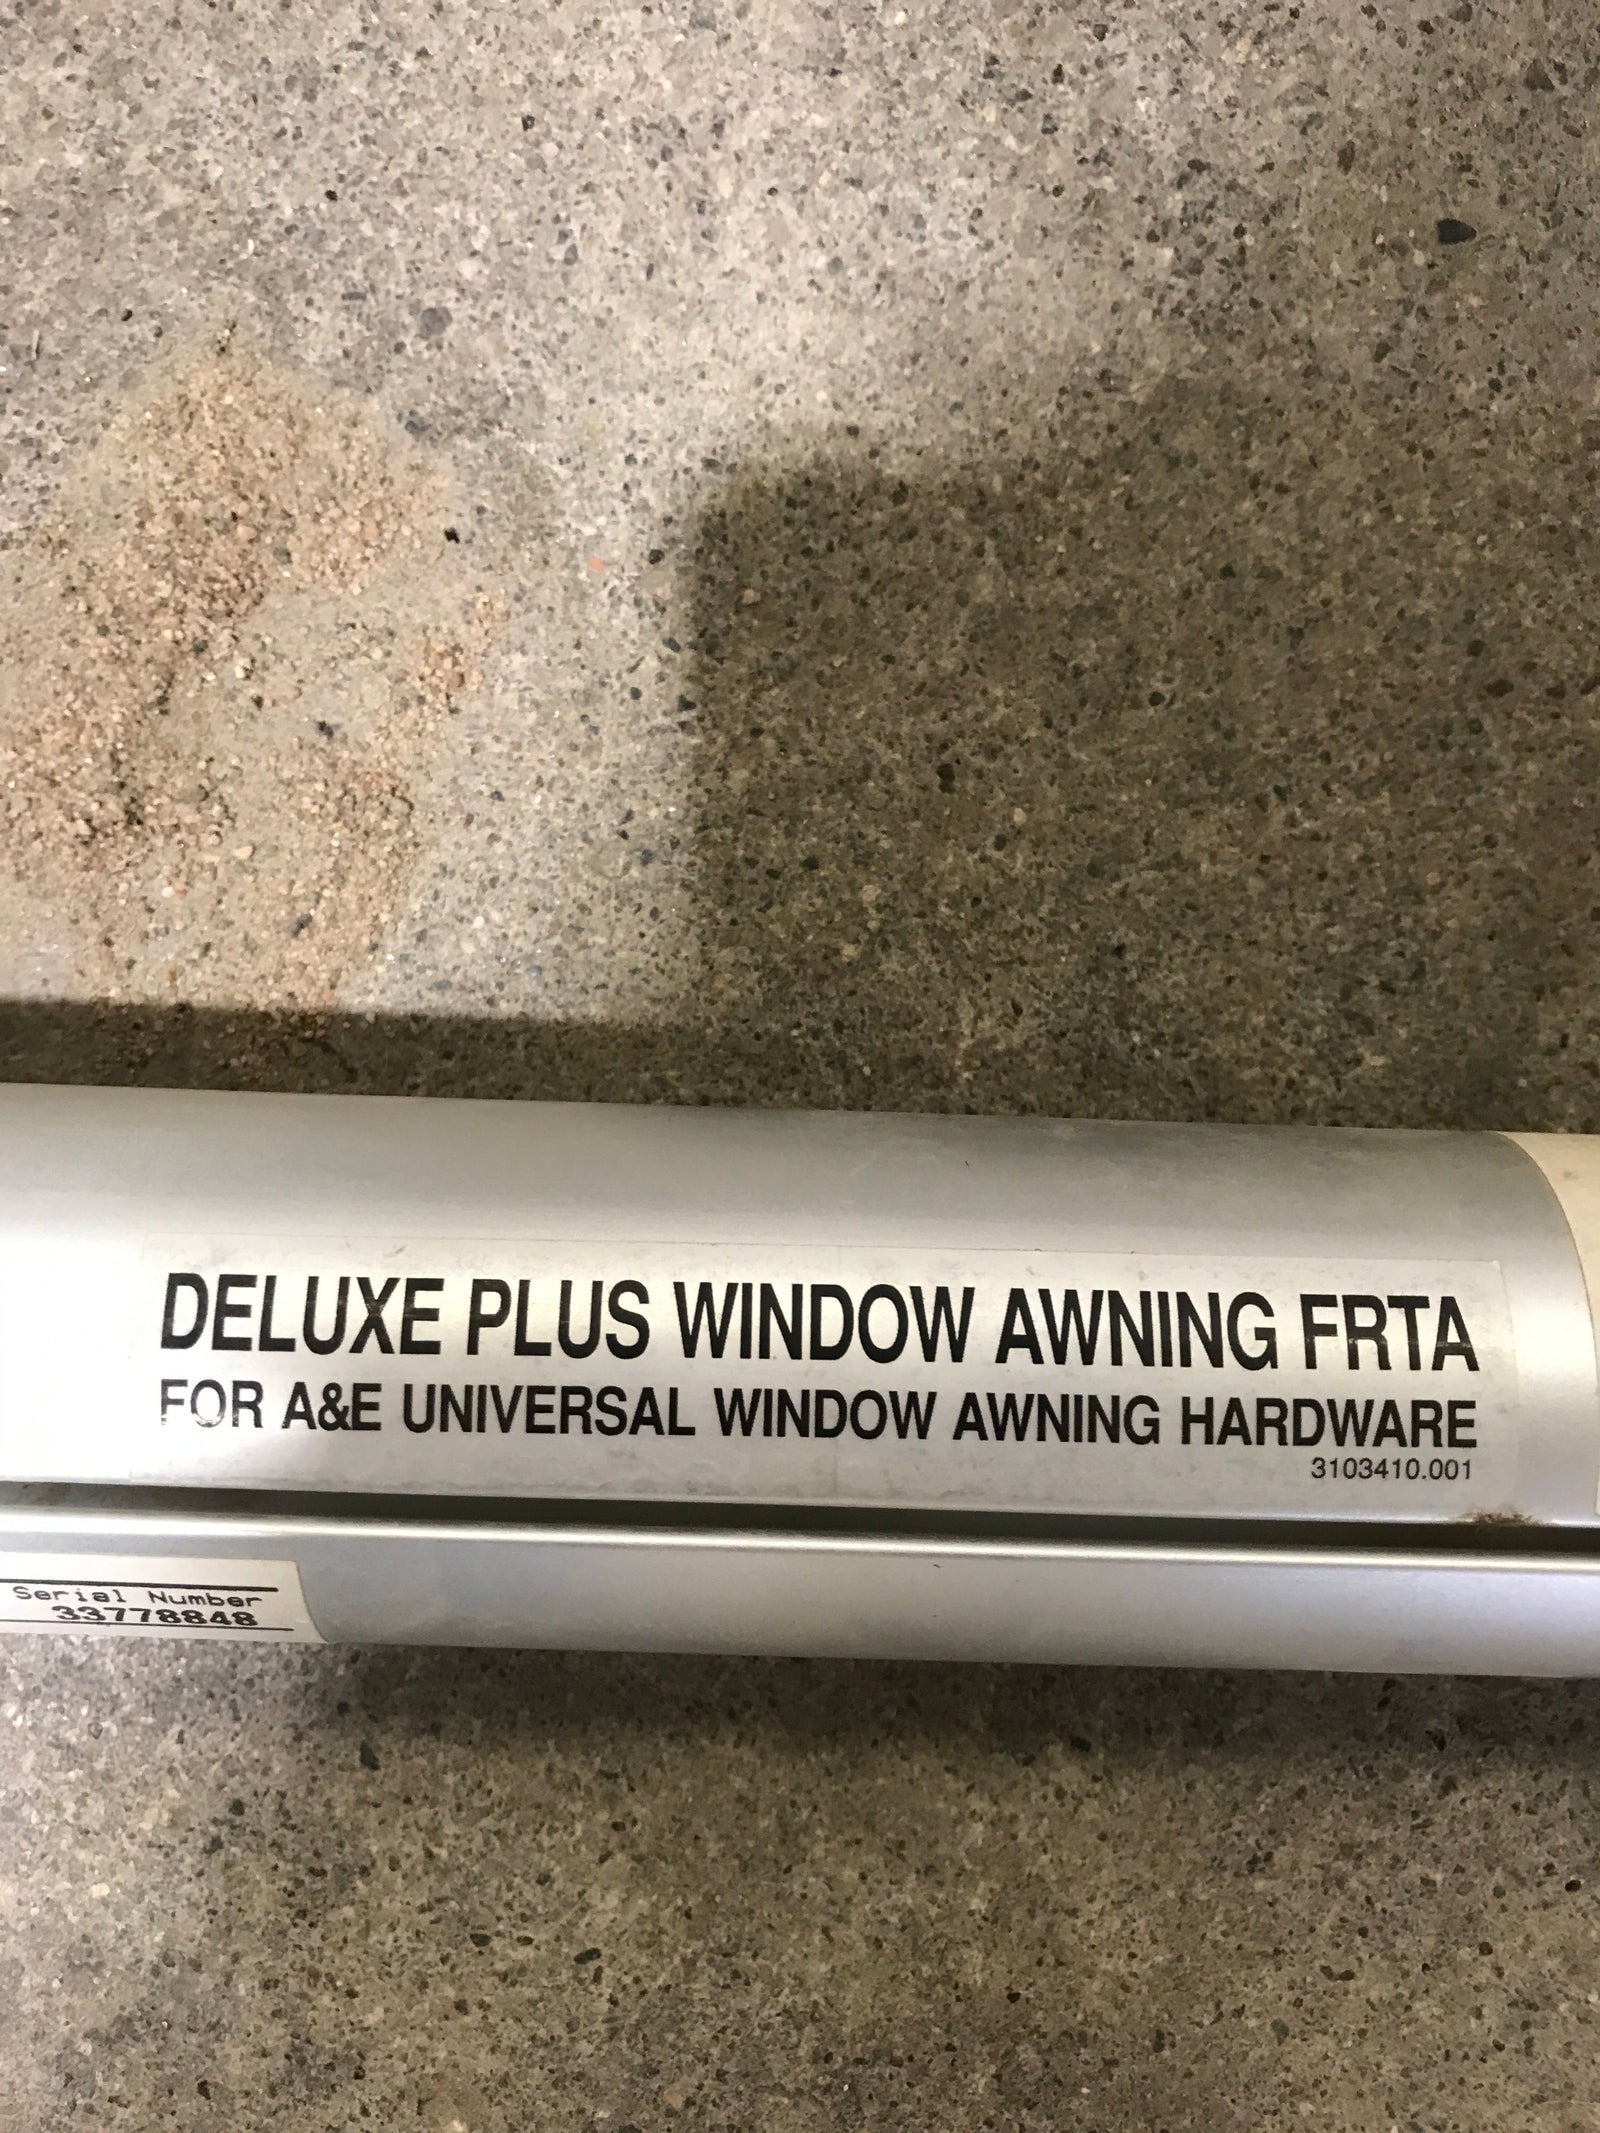 DELUXE PLUS WINDOW AWNING FRTA
FOR A&E UNIVERSAL WINDOW AWNING HARDWARE
3103410.001
Serial Number
33778848